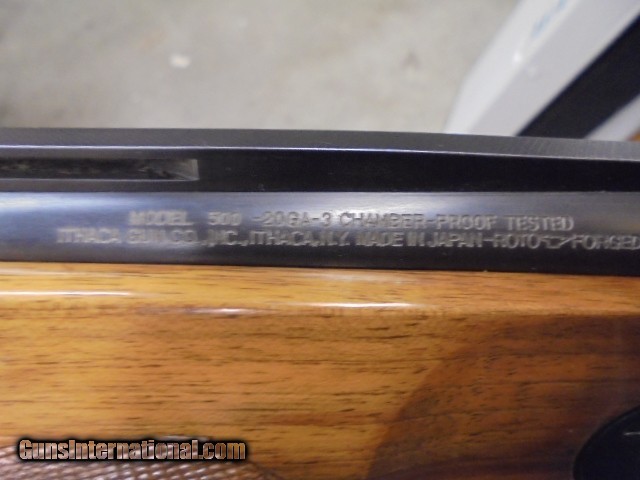 MODEL 500 -20GA-3 CHAMBER-PROOF TESTED
ITHACA GUN CO., INC., ITHACA, N.Y. MADE IN JAPAN-ROTO FORGED
GunsInternational.com